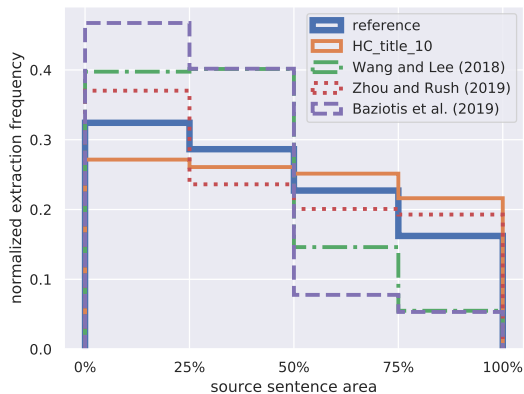 reference
HC_title_10
Wang and Lee (2018)
Zhou and Rush (2019)
Baziotis et al. (2019)
normalized extraction frequency
0.4
0.3
0.2
0.1
0.0
0% 25% 50% 75% 100%
source sentence area